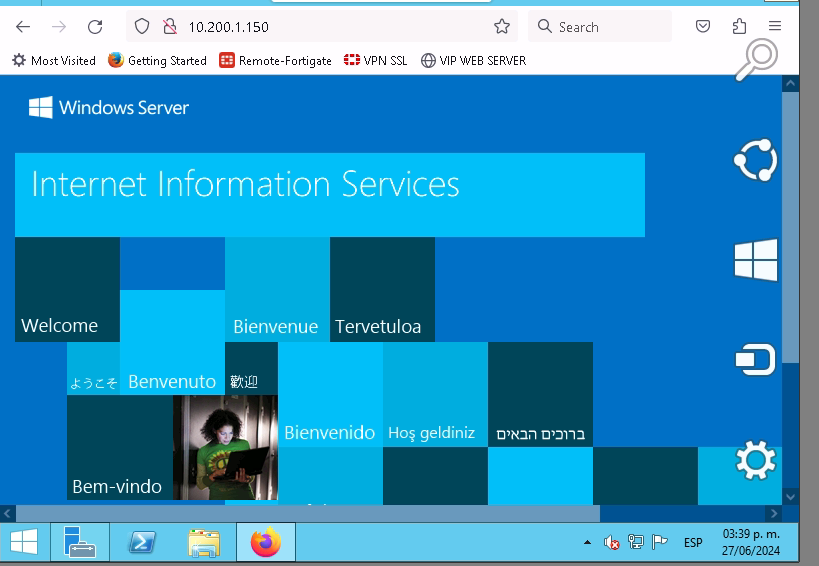 10.200.1.150
Search
Most Visited
Getting Started
Remote-Fortigate
VPN SSL
VIP WEB SERVER
Windows Server
Internet Information Services
Welcome
Bienvenue
Tervetuloa
ようこそ
Benvenuto
歡迎
Bienvenido
Hoş geldiniz
ברוכים הבאים
Bem-vindo
ESP
03:39 p. m.
27/06/2024